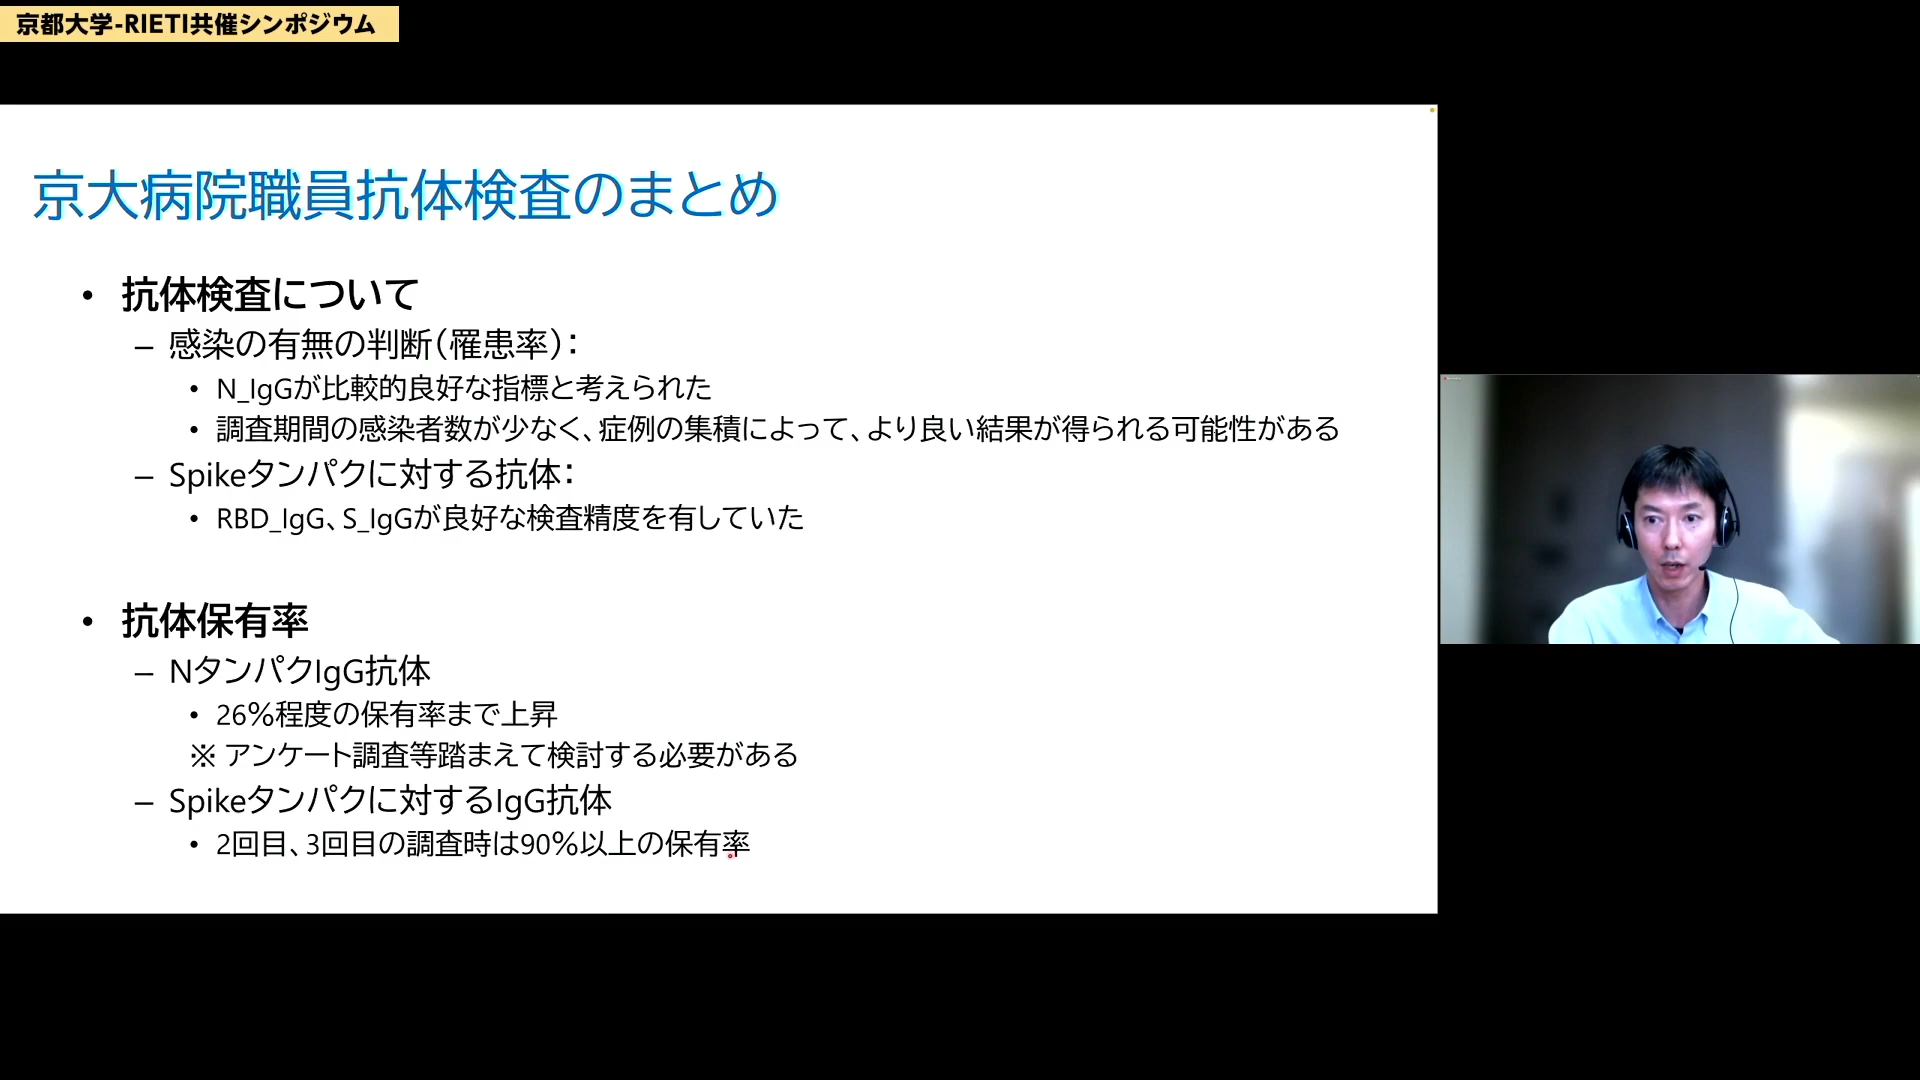 京都大学-RIETI共催シンポジウム
京大病院職員抗体検査のまとめ
• 抗体検査について
– 感染の有無の判断（罹患率）：
• N_IgGが比較的良好な指標と考えられた
• 調査期間の感染者数が少なく、症例の集積によって、より良い結果が得られる可能性がある
– Spikeタンパクに対する抗体：
• RBD_IgG、S_IgGが良好な検査精度を有していた
• 抗体保有率
– NタンパクIgG抗体
• 26％程度の保有率まで上昇
※ アンケート調査等踏まえて検討する必要がある
– Spikeタンパクに対するIgG抗体
• 2回目、3回目の調査時は90％以上の保有率